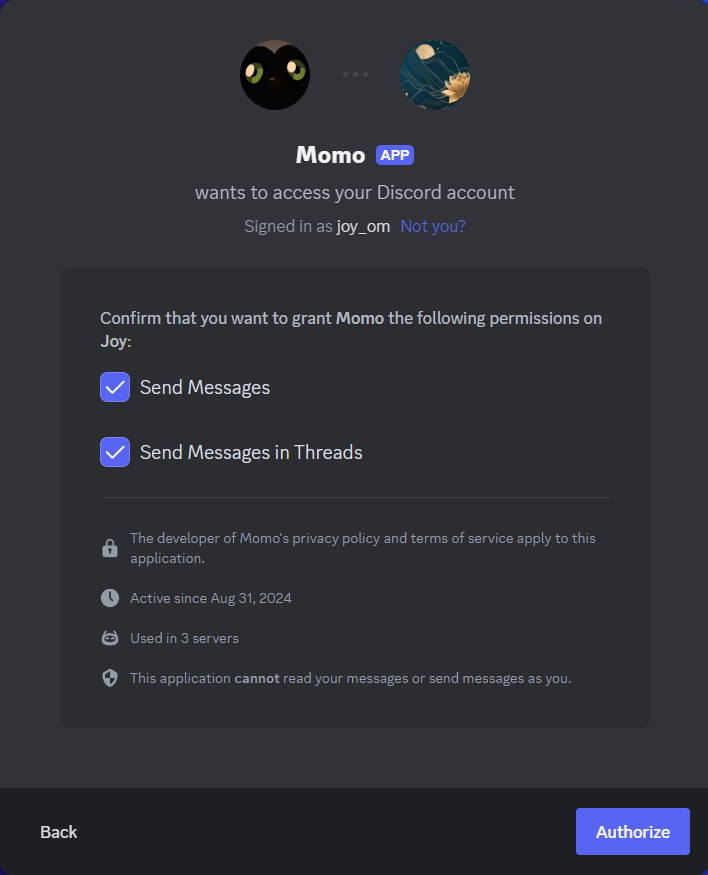 Momo APP
wants to access your Discord account
Signed in as joy_om Not you?
Confirm that you want to grant Momo the following permissions on
Joy:
Send Messages
Send Messages in Threads
The developer of Momo's privacy policy and terms of service apply to this
application.
Active since Aug 31, 2024
Used in 3 servers
This application cannot read your messages or send messages as you.
Back
Authorize